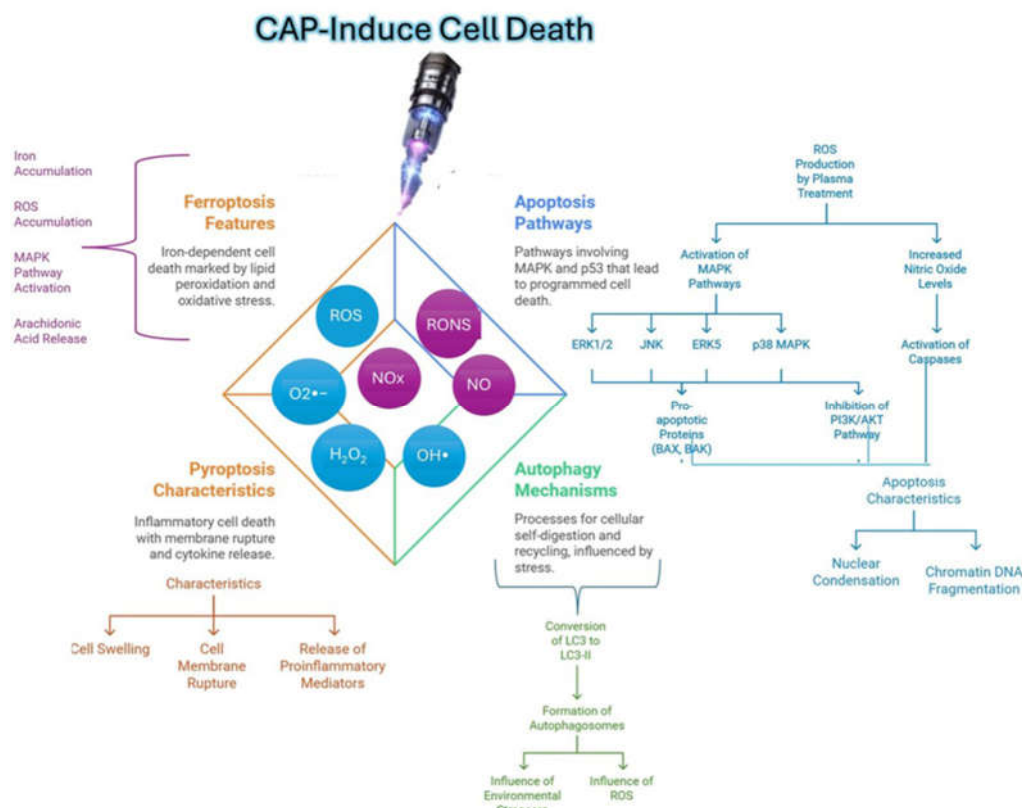 CAP-Induce Cell Death
Iron
Accumulation
ROS
Accumulation
MAPK
Pathway
Activation
Arachidonic
Acid Release
Ferroptosis
Features
Iron-dependent cell
death marked by lipid
peroxidation and
oxidative stress.
Apoptosis
Pathways
Pathways involving
MAPK and p53 that lead
to programmed cell
death.
ROS
RONS
NOx
NO
O2•–
H₂O₂
OH•
Pyroptosis
Characteristics
Inflammatory cell death
with membrane rupture
and cytokine release.
Characteristics
Cell Swelling
Cell
Membrane
Rupture
Release of
Proinflammatory
Mediators
Autophagy
Mechanisms
Processes for cellular
self-digestion and
recycling, influenced by
stress.
Conversion
of LC3 to
LC3-II
Formation of
Autophagosomes
Influence of
Environmental
Influence of
ROS
ROS
Production
by Plasma
Treatment
Activation of
MAPK
Pathways
Increased
Nitric Oxide
Levels
ERK1/2
JNK
ERK5
p38 MAPK
Activation of
Caspases
Pro-
apoptotic
Proteins
(BAX, BAK)
Inhibition of
PI3K/AKT
Pathway
Apoptosis
Characteristics
Nuclear
Condensation
Chromatin DNA
Fragmentation